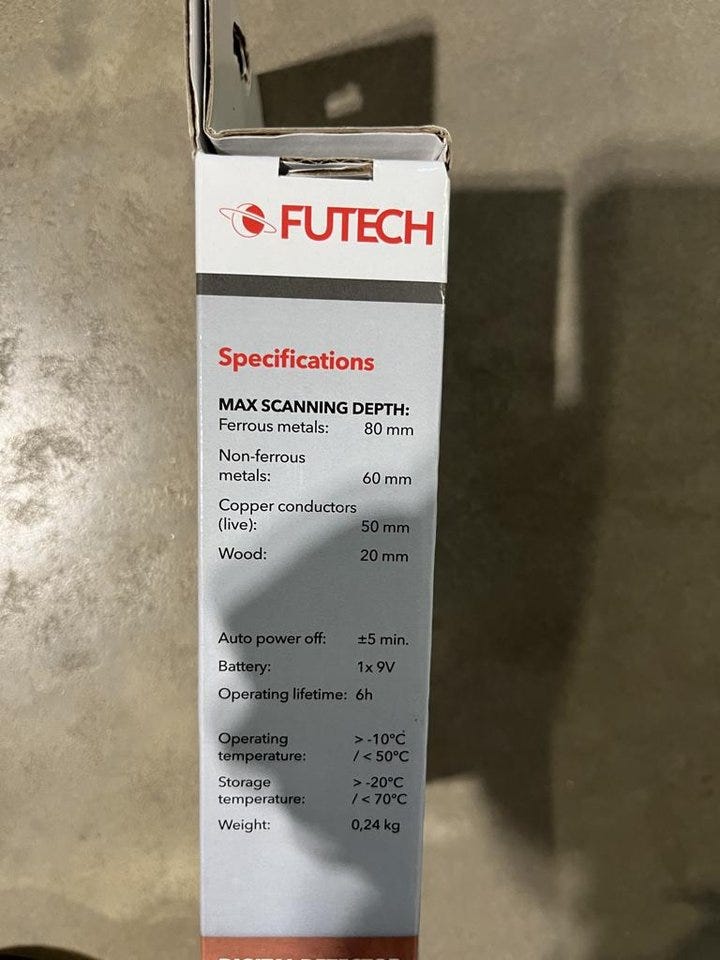 FUTECH
Specifications
MAX SCANNING DEPTH:
Ferrous metals: 80 mm
Non-ferrous
metals: 60 mm
Copper conductors
(live): 50 mm
Wood: 20 mm
Auto power off: ±5 min.
Battery: 1x 9V
Operating lifetime: 6h
Operating > -10°C
temperature: / < 50°C
Storage > -20°C
temperature: / < 70°C
Weight: 0,24 kg
DIGITAL DETECTOR